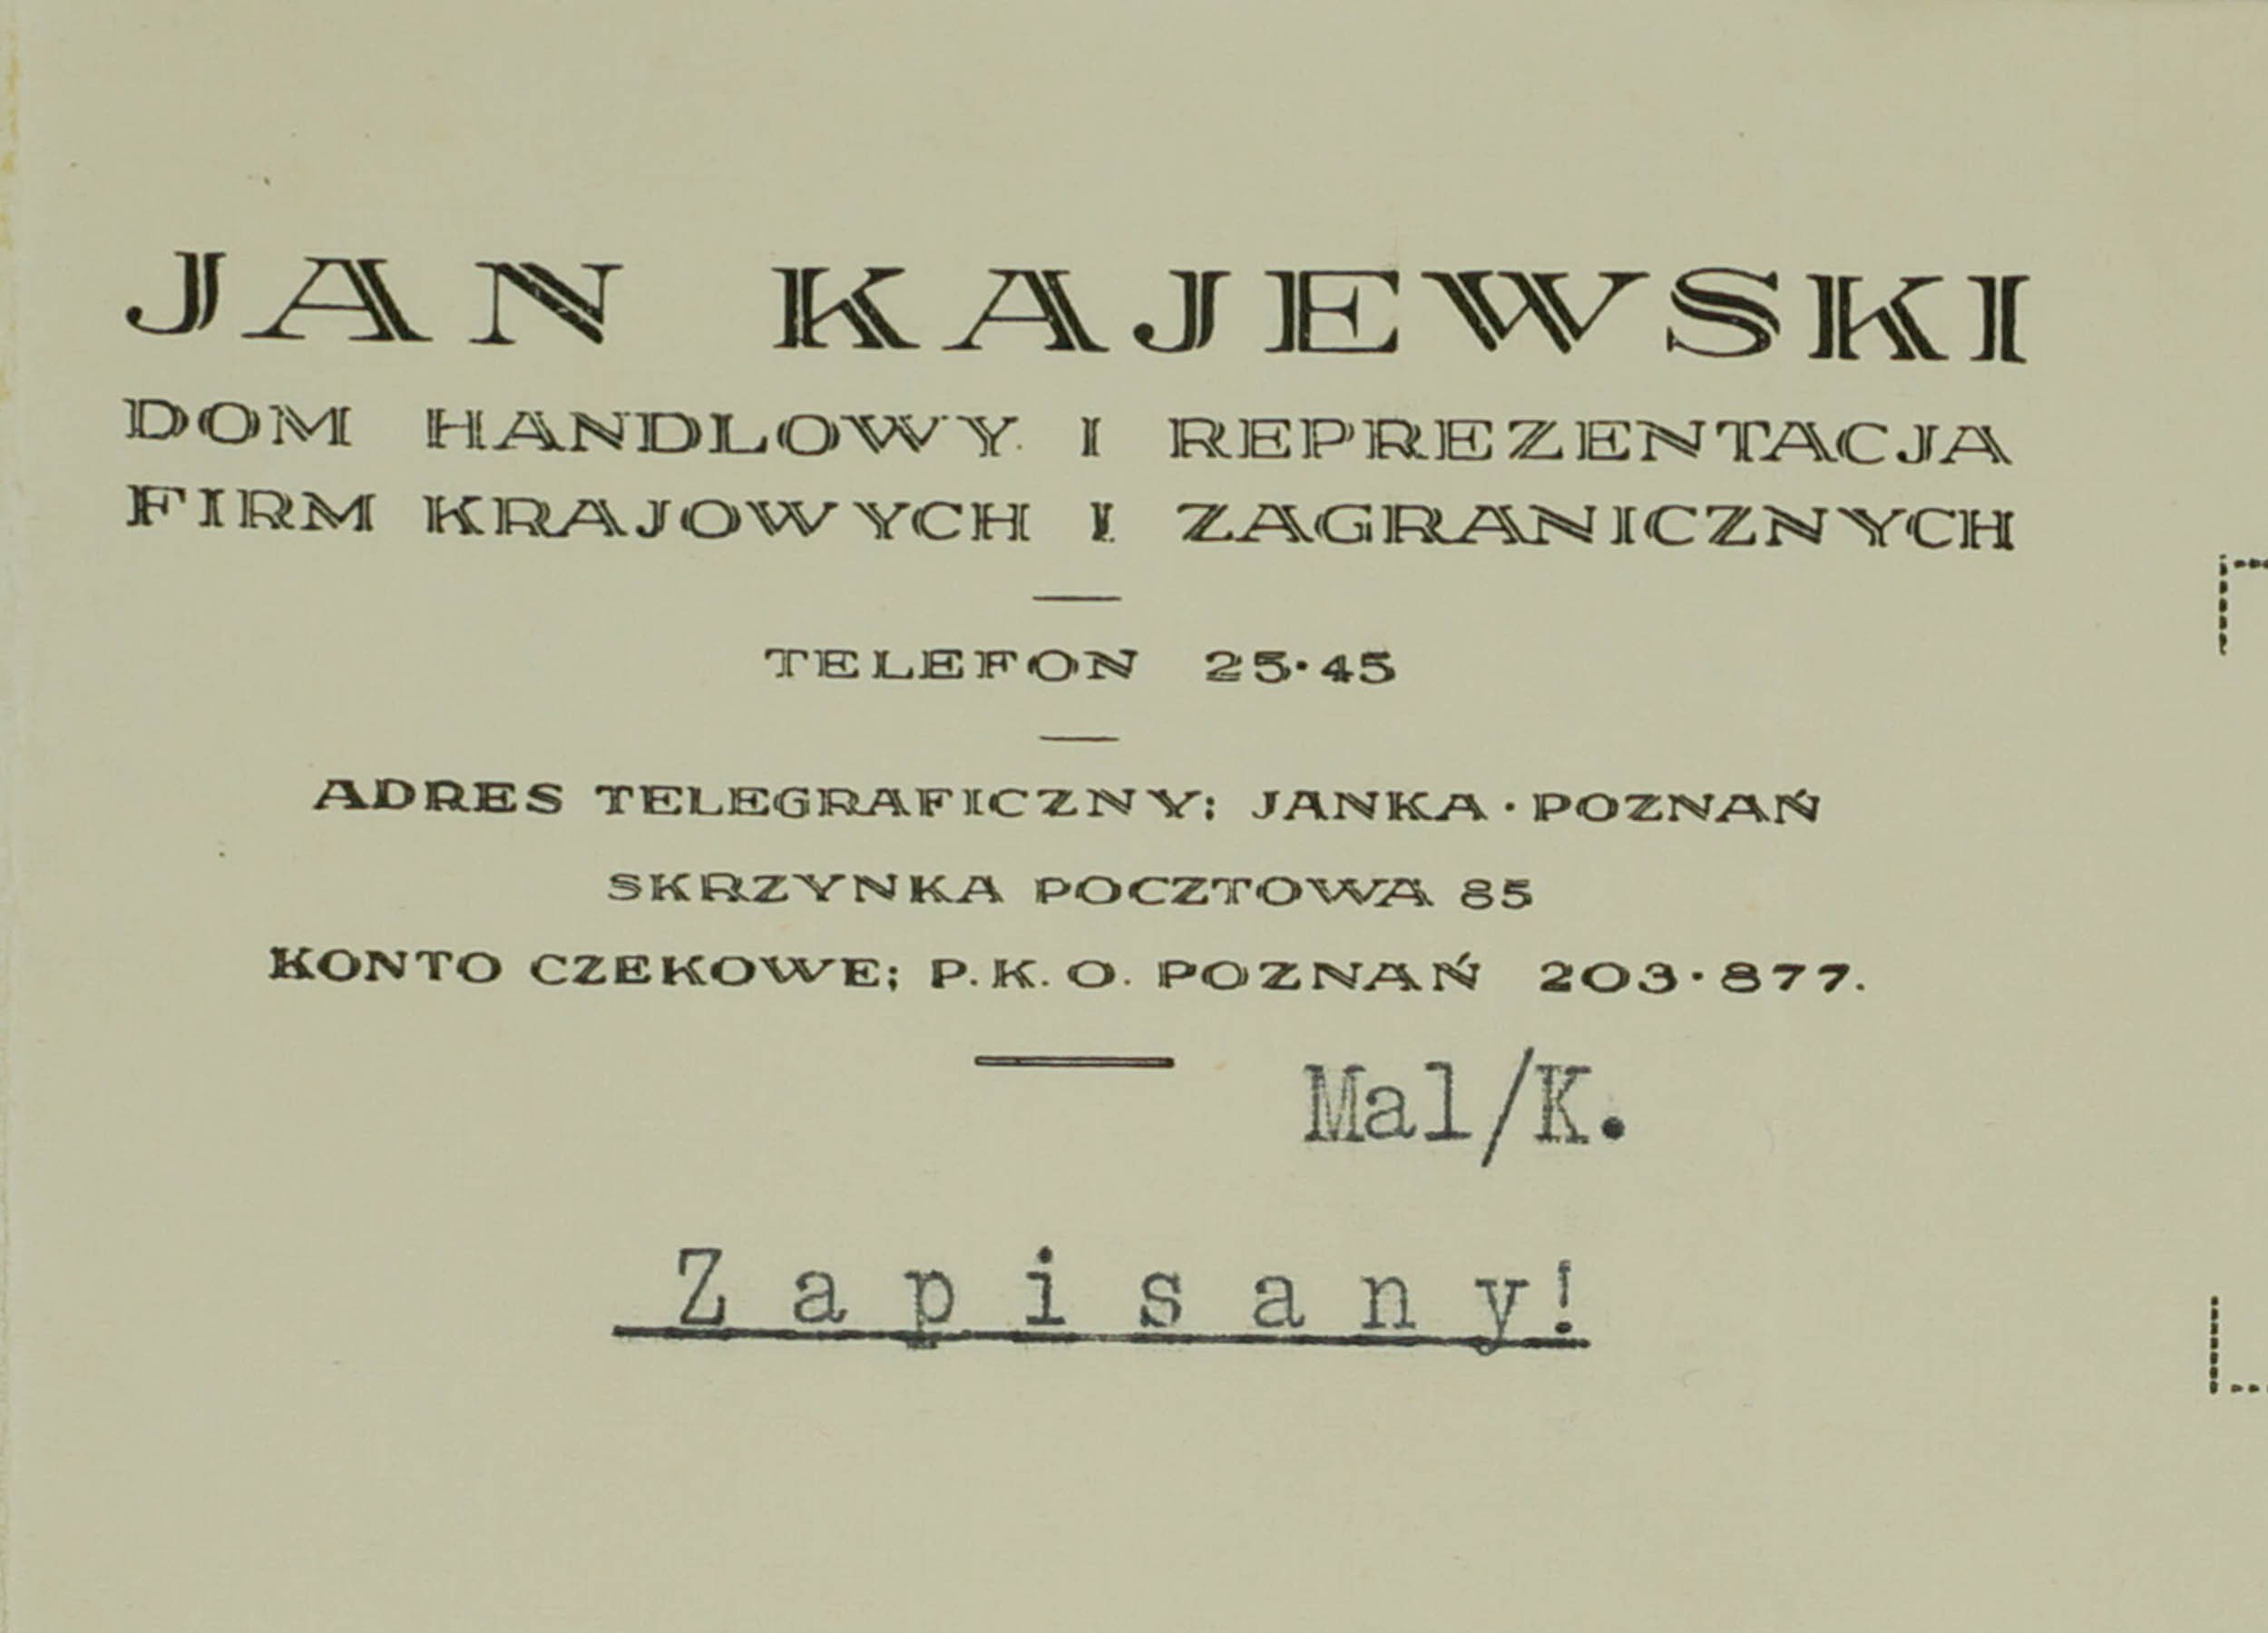 JAN KAJEWSKI
DOM HANDLOWY I REPREZENTACJA
FIRM KRAJOWYCH I ZAGRANICZNYCH
TELEFON 25·45
ADRES TELEGRAFICZNY: JANKA·POZNAŃ
SKRZYNKA POCZTOWA 85
KONTO CZEKOWE; P.K.O. POZNAŃ 203·877.
Mal/K.
Zapisany!